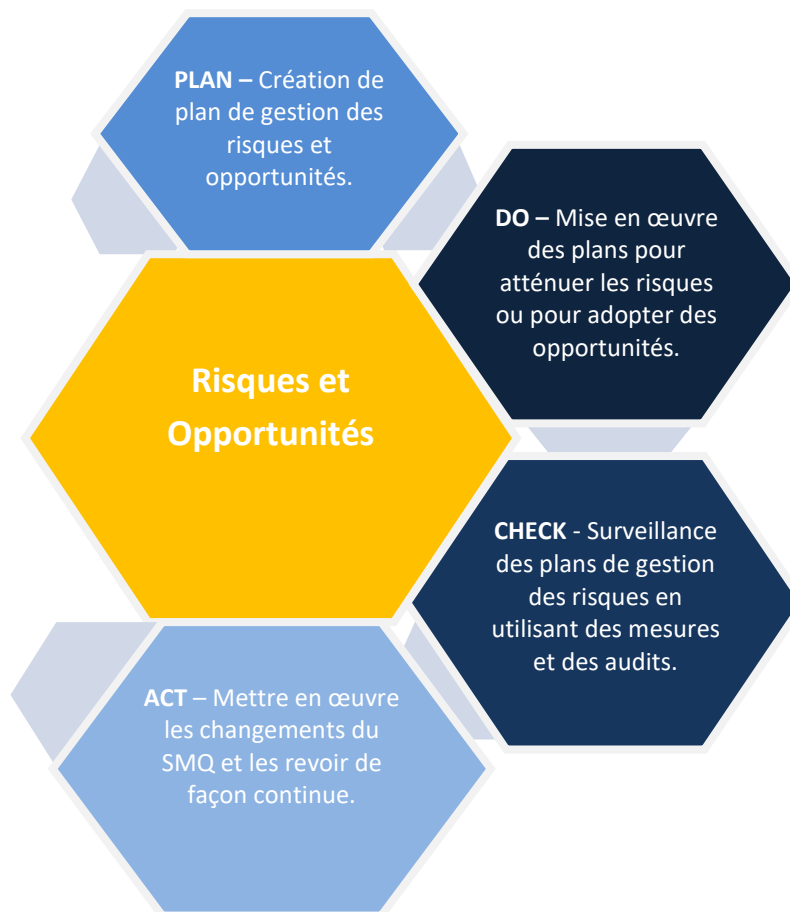 PLAN – Création de
plan de gestion des
risques et
opportunités.
DO – Mise en œuvre
des plans pour
atténuer les risques
ou pour adopter des
opportunités.
Risques et
Opportunités
CHECK - Surveillance
des plans de gestion
des risques en
utilisant des mesures
et des audits.
ACT – Mettre en œuvre
les changements du
SMQ et les revoir de
façon continue.